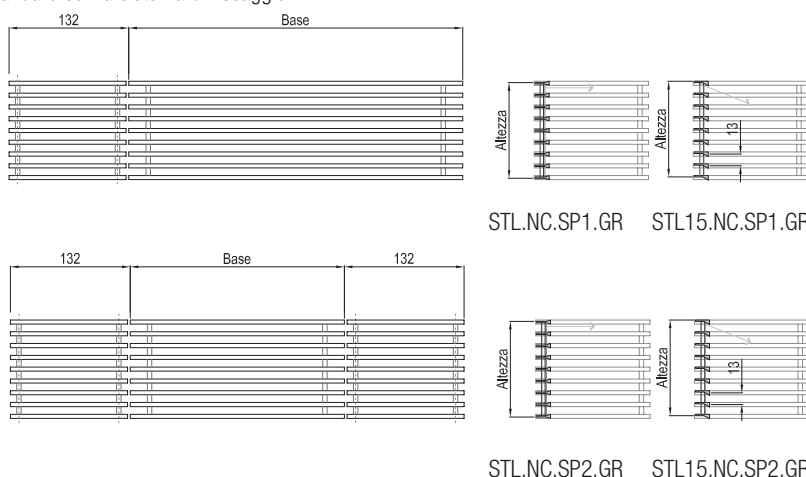 132 Base
Altezza
Altezza
13
STL.NC.SP1.GR STL15.NC.SP1.GR
132 Base 132
Altezza
Altezza
13
STL.NC.SP2.GR STL15.NC.SP2.GR